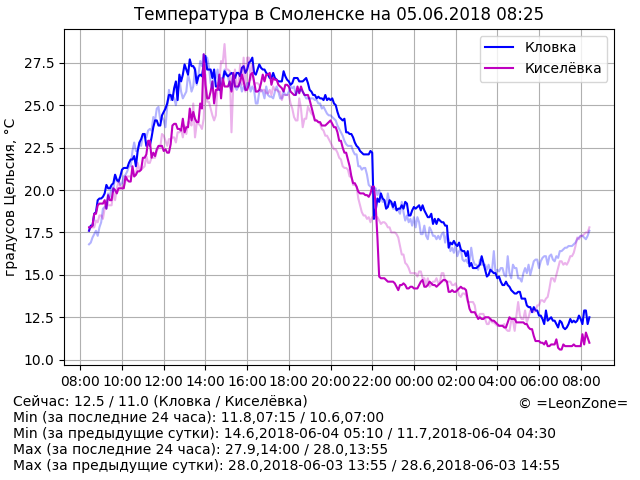 Температура в Смоленске на 05.06.2018 08:25
Кловка
Киселёвка
градусов Цельсия, °C
27.5
25.0
22.5
20.0
17.5
15.0
12.5
10.0
08:00 10:00 12:00 14:00 16:00 18:00 20:00 22:00 00:00 02:00 04:00 06:00 08:00
Сейчас: 12.5 / 11.0 (Кловка / Киселёвка)
© =LeonZone=
Min (за последние 24 часа): 11.8,07:15 / 10.6,07:00
Min (за предыдущие сутки): 14.6,2018-06-04 05:10 / 11.7,2018-06-04 04:30
Max (за последние 24 часа): 27.9,14:00 / 28.0,13:55
Max (за предыдущие сутки): 28.0,2018-06-03 13:55 / 28.6,2018-06-03 14:55